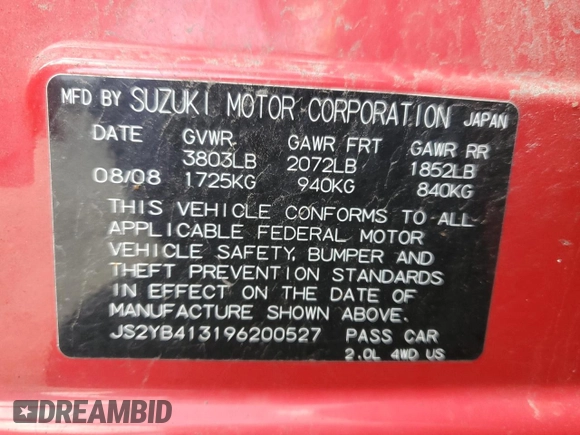 MFD BY SUZUKI MOTOR CORPORATION JAPAN
DATE GVWR GAWR FRT GAWR RR
3803LB 2072LB 1852LB
08/08 1725KG 940KG 840KG
THIS VEHICLE CONFORMS TO ALL
APPLICABLE FEDERAL MOTOR
VEHICLE SAFETY, BUMPER AND
THEFT PREVENTION STANDARDS
IN EFFECT ON THE DATE OF
MANUFACTURE SHOWN ABOVE.
JS2YB413196200527 PASS CAR
2.0L 4WD US
DREAMBID